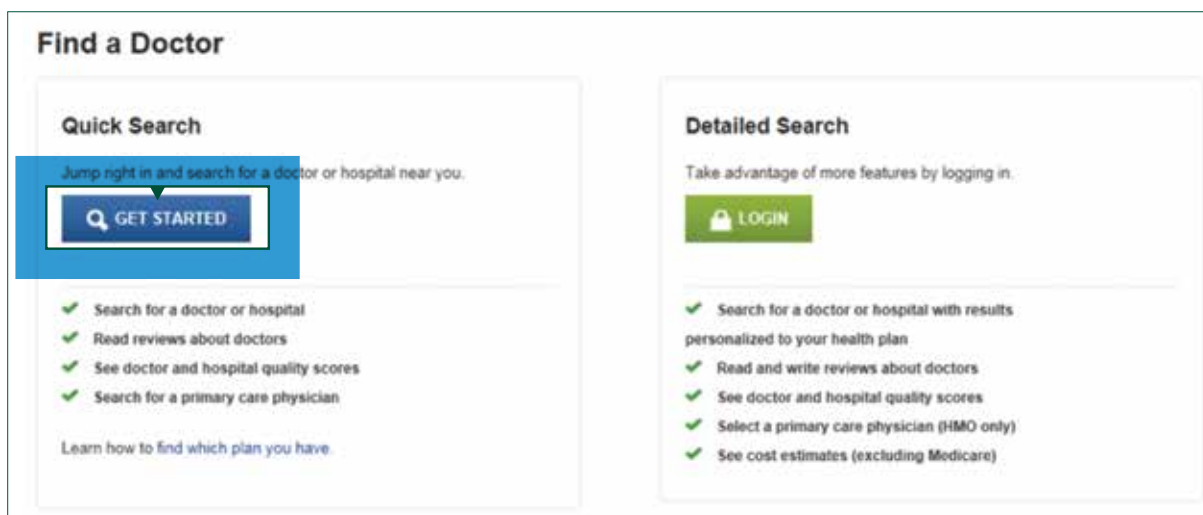 Find a Doctor
Quick Search
Jump right in and search for a doctor or hospital near you.
GET STARTED
Search for a doctor or hospital
Read reviews about doctors
See doctor and hospital quality scores
Search for a primary care physician
Learn how to find which plan you have.
Detailed Search
Take advantage of more features by logging in.
LOGIN
Search for a doctor or hospital with results
personalized to your health plan
Read and write reviews about doctors
See doctor and hospital quality scores
Select a primary care physician (HMO only)
See cost estimates (excluding Medicare)